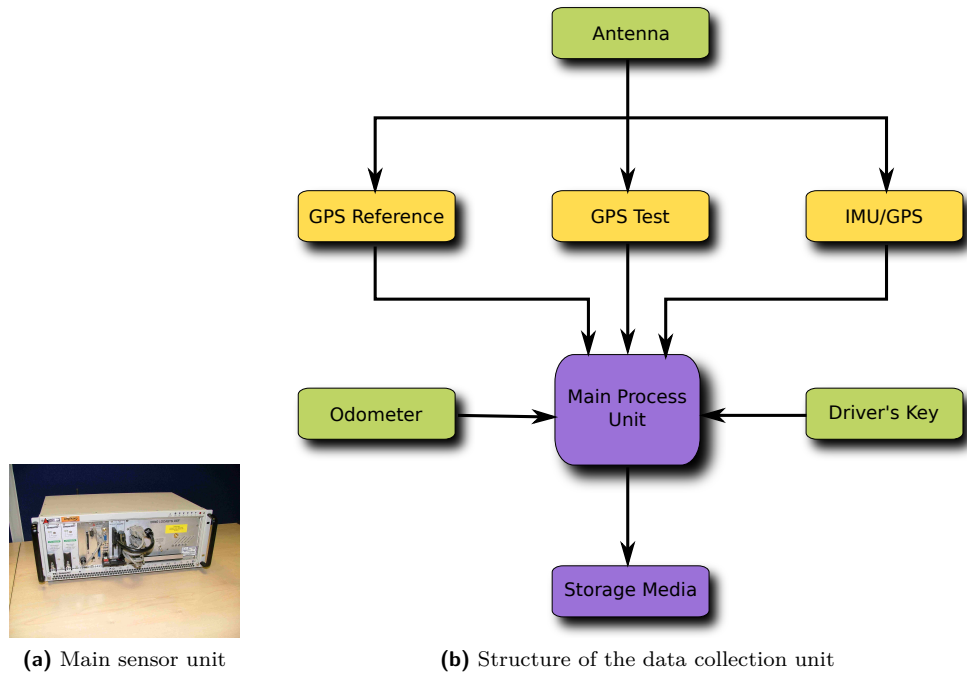 Antenna
GPS Reference
GPS Test
IMU/GPS
Main Process
Unit
Odometer
Driver's Key
Storage Media
(a) Main sensor unit
(b) Structure of the data collection unit